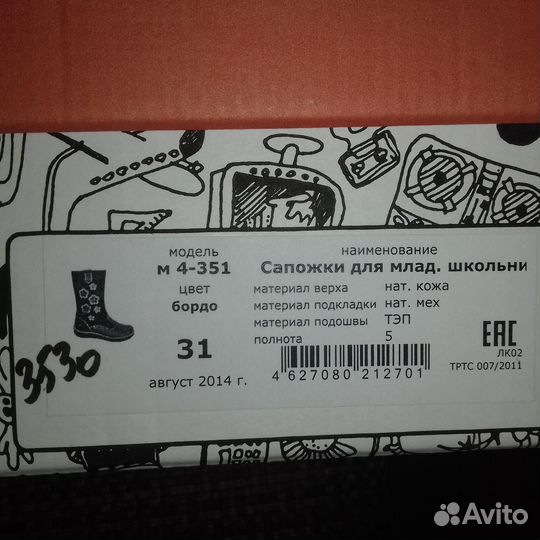 модель
м 4-351
цвет
бордо
31
август 2014 г.
наименование
Сапожки для млад. школьни
материал верха нат. кожа
материал подкладки нат. мех
материал подошвы ТЭП
полнота 5
4 627080 212701
ЕАС
ЛК02
ТРТС 007/2011
3530
Avito